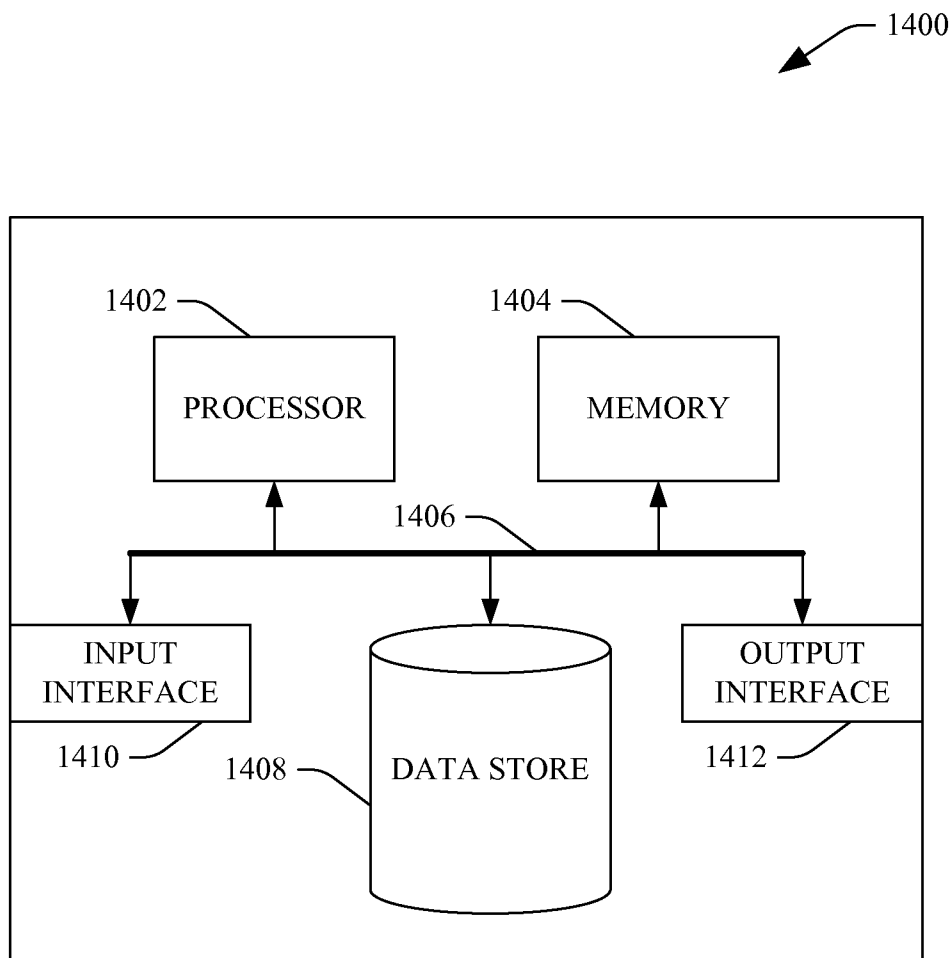 1400
1402
1404
PROCESSOR
MEMORY
1406
INPUT
INTERFACE
OUTPUT
INTERFACE
1410
1408
DATA STORE
1412